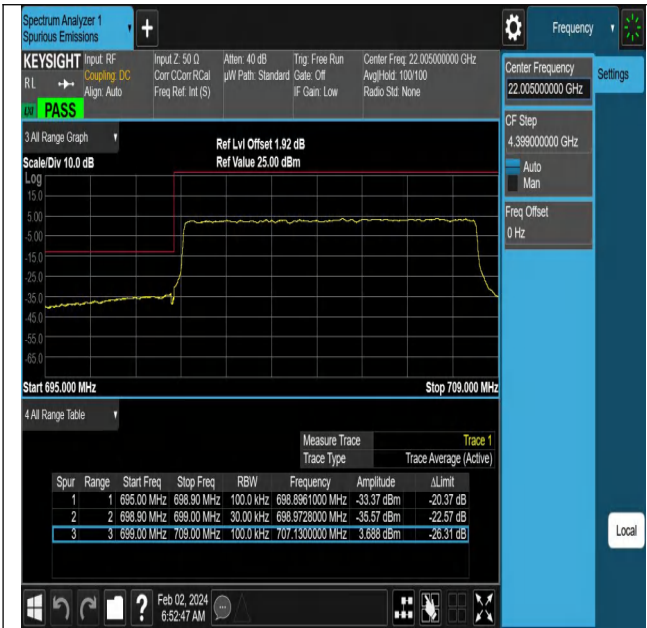 Spectrum Analyzer 1
Spurious Emissions
Frequency
KEYSIGHT
RL
Input: RF
Coupling: DC
Align: Auto
Input Z: 50 Ω
Corr CCorr RCal
Freq Ref: Int (S)
Atten: 40 dB
µW Path: Standard
Trig: Free Run
Gate: Off
IF Gain: Low
Center Freq: 22.005000000 GHz
Avg|Hold: 100/100
Radio Std: None
PASS
Center Frequency
22.005000000 GHz
Settings
CF Step
4.399000000 GHz
Auto
Man
Freq Offset
0 Hz
3 All Range Graph
Scale/Div 10.0 dB
Ref Lvl Offset 1.92 dB
Ref Value 25.00 dBm
Log
15.0
5.00
-5.00
-15.0
-25.0
-35.0
-45.0
-55.0
-65.0
Start 695.000 MHz
Stop 709.000 MHz
4 All Range Table
Measure Trace Trace 1
Trace Type Trace Average (Active)
Spur Range Start Freq Stop Freq RBW Frequency Amplitude ΔLimit
1 1 695.00 MHz 698.90 MHz 100.0 kHz 698.8961000 MHz -33.37 dBm -20.37 dB
2 2 698.90 MHz 699.00 MHz 30.00 kHz 698.9728000 MHz -35.57 dBm -22.57 dB
3 3 699.00 MHz 709.00 MHz 100.0 kHz 707.1300000 MHz 3.688 dBm -26.31 dB
Local
?
Feb 02, 2024
6:52:47 AM